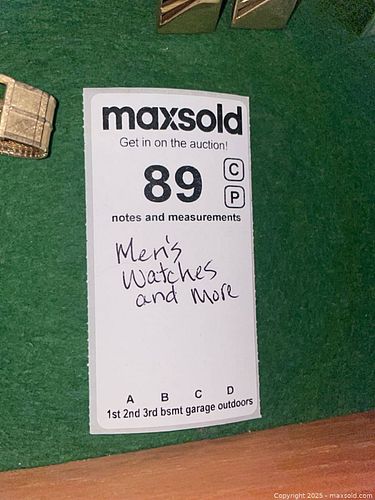 maxsold
Get in on the auction!
89
C
P
notes and measurements
Men's
Watches
and More
A B C D
1st 2nd 3rd bsmt garage outdoors
Copyright 2025 - maxsold.com